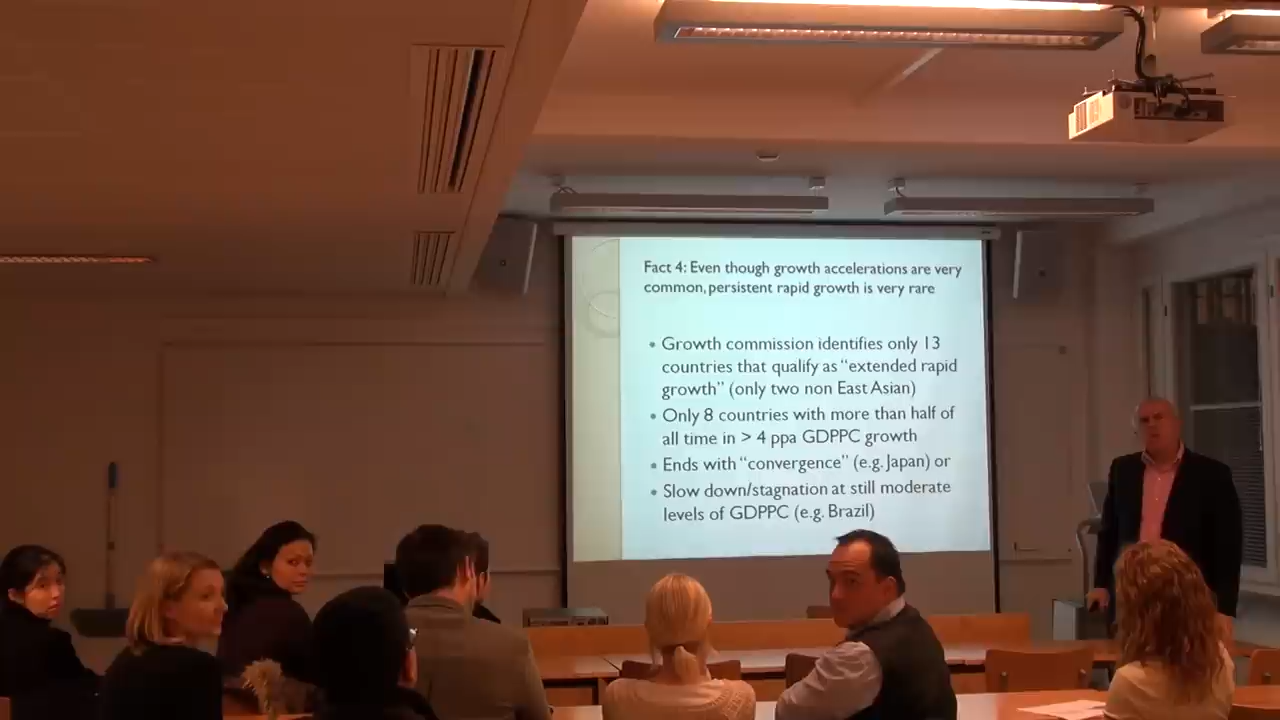 Fact 4: Even though growth accelerations are very
common, persistent rapid growth is very rare
• Growth commission identifies only 13
countries that qualify as “extended rapid
growth” (only two non East Asian)
• Only 8 countries with more than half of
all time in > 4 ppa GDPPC growth
• Ends with “convergence” (e.g. Japan) or
• Slow down/stagnation at still moderate
levels of GDPPC (e.g. Brazil)